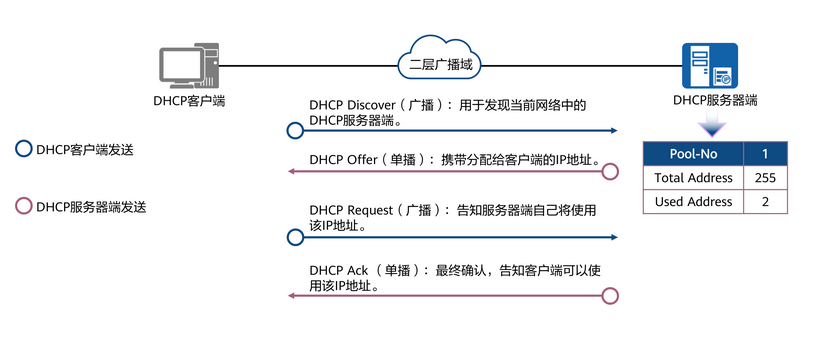 二层广播域
DHCP客户端
DHCP服务器端
DHCP Discover（广播）：用于发现当前网络中的
DHCP服务器端。
DHCP客户端发送
DHCP Offer（单播）：携带分配给客户端的IP地址。
Pool-No 1
Total Address 255
Used Address 2
DHCP服务器端发送
DHCP Request（广播）：告知服务器端自己将使用
该IP地址。
DHCP Ack （单播）：最终确认，告知客户端可以使
用该IP地址。